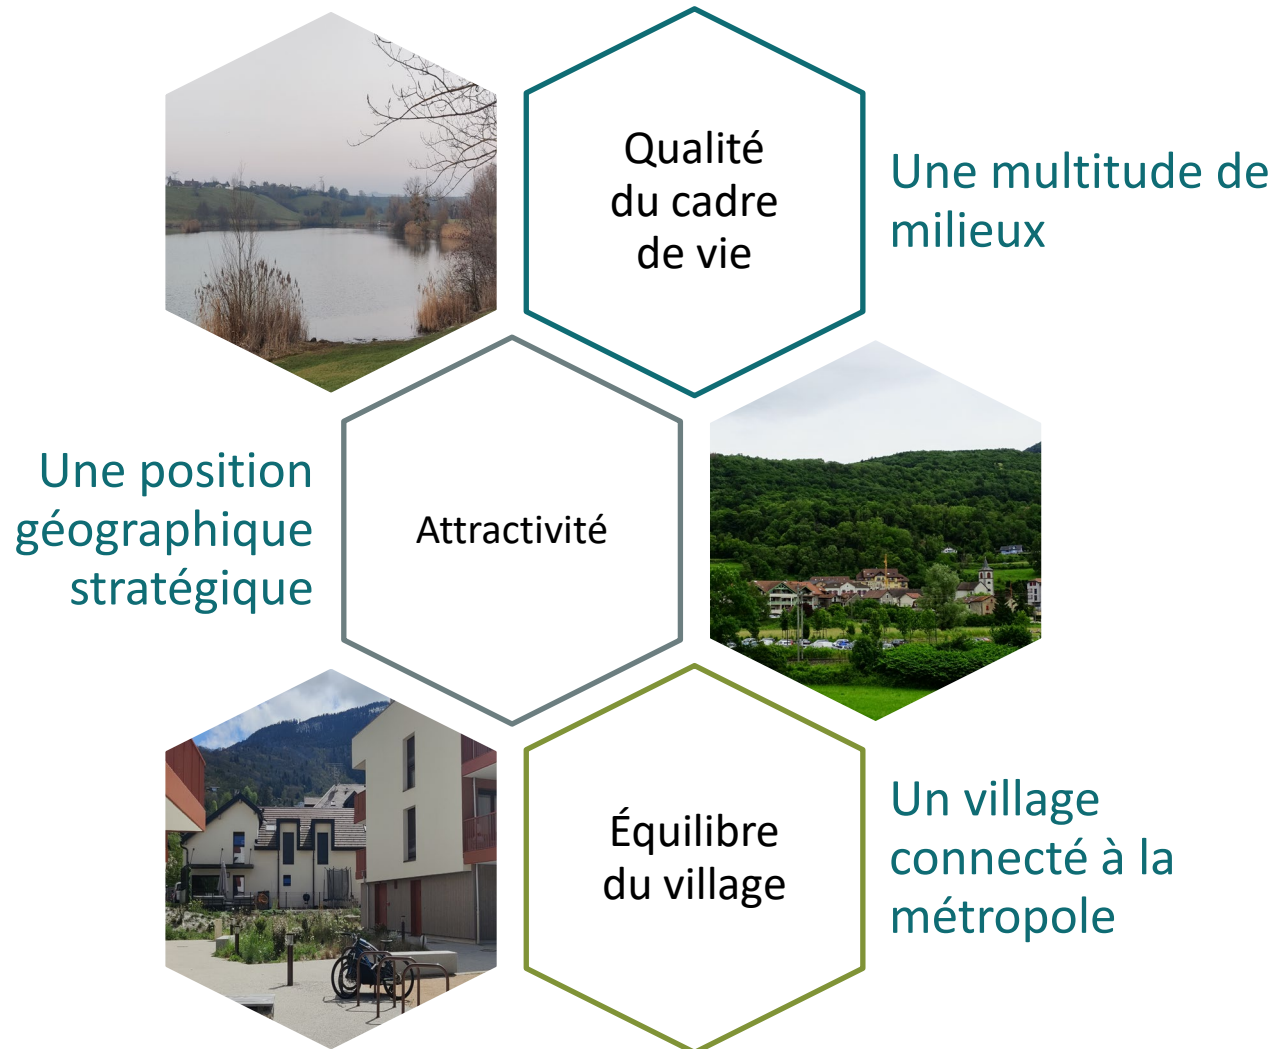 Qualité
du cadre
de vie
Une multitude de
milieux
Une position
géographique
stratégique
Attractivité
Équilibre
du village
Un village
connecté à la
métropole